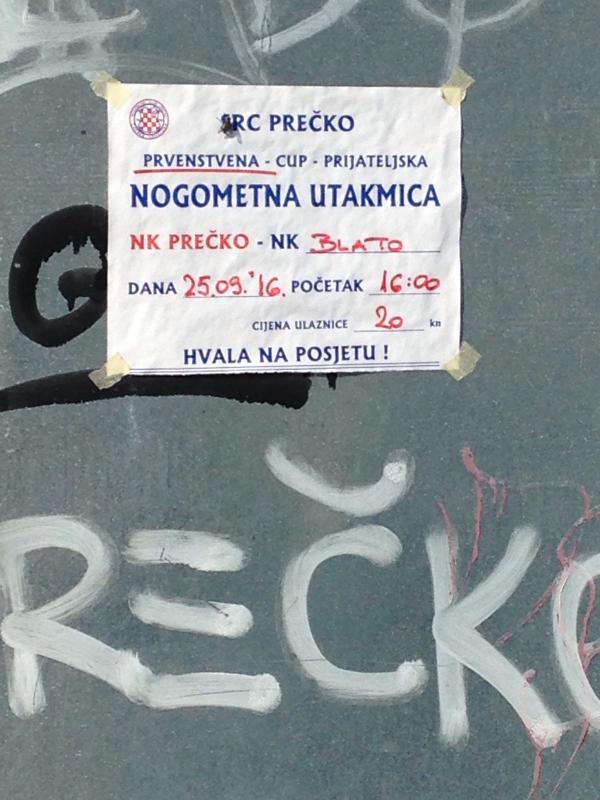 SRC PREČKO
PRVENSTVENA - CUP - PRIJATELJSKA
NOGOMETNA UTAKMICA
NK PREČKO - NK BLATO
DANA 25.09.'16. POČETAK 16:00
CIJENA ULAZNICE 20 kn
HVALA NA POSJETU !
REČKO